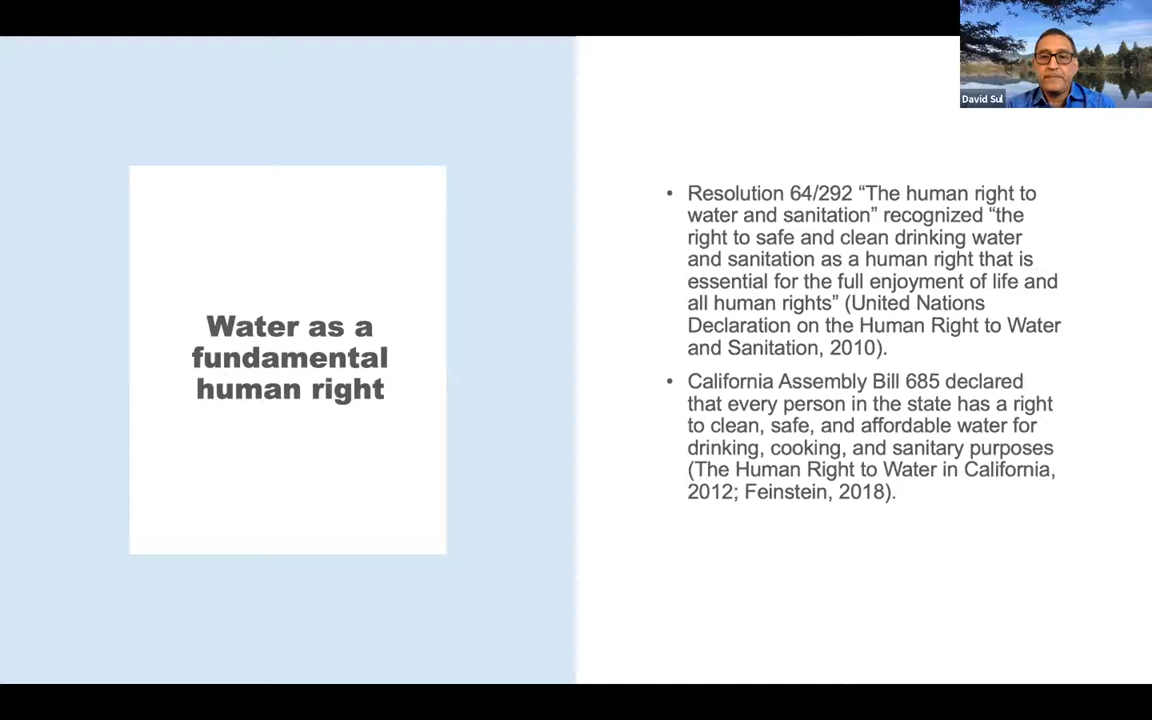 David Sul
Water as a
fundamental
human right
• Resolution 64/292 “The human right to
water and sanitation” recognized “the
right to safe and clean drinking water
and sanitation as a human right that is
essential for the full enjoyment of life and
all human rights” (United Nations
Declaration on the Human Right to Water
and Sanitation, 2010).
• California Assembly Bill 685 declared
that every person in the state has a right
to clean, safe, and affordable water for
drinking, cooking, and sanitary purposes
(The Human Right to Water in California,
2012; Feinstein, 2018).